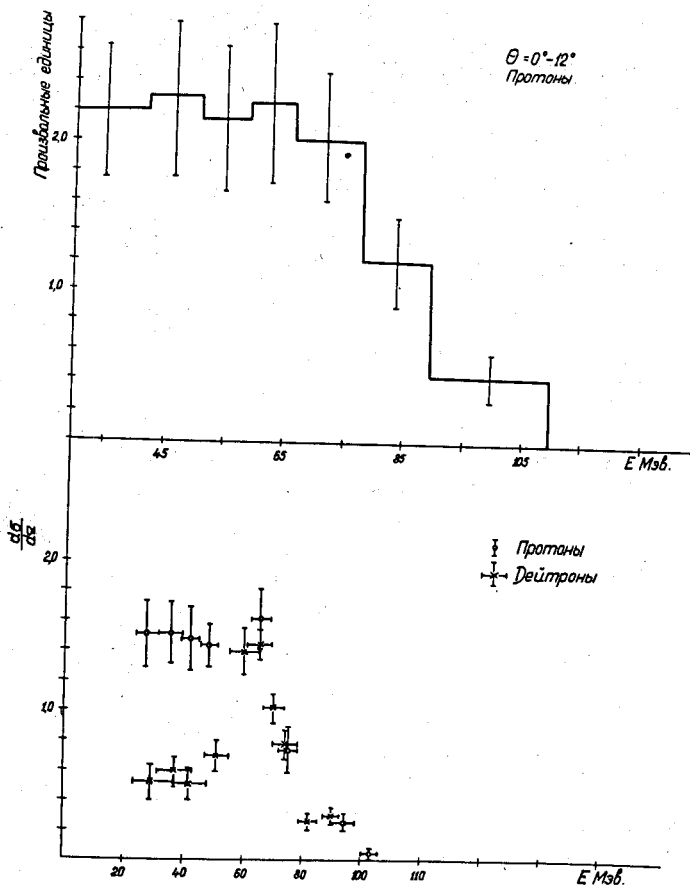 Произвольные единицы
θ = 0°-12°
Протоны
2,0
1,0
45 65 85 105 E Мэв.
dσ
dΩ
Протоны
Дейтроны
2,0
1,0
20 40 60 80 100 110 E Мэв.